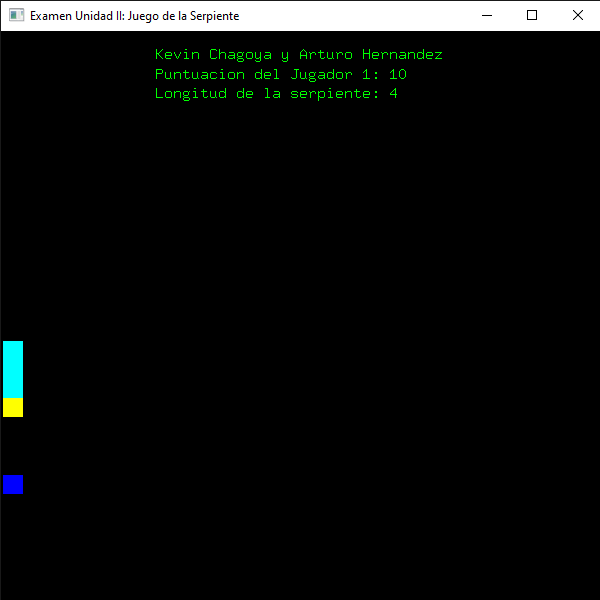 Examen Unidad II: Juego de la Serpiente
Kevin Chagoya y Arturo Hernandez
Puntuacion del Jugador 1: 10
Longitud de la serpiente: 4